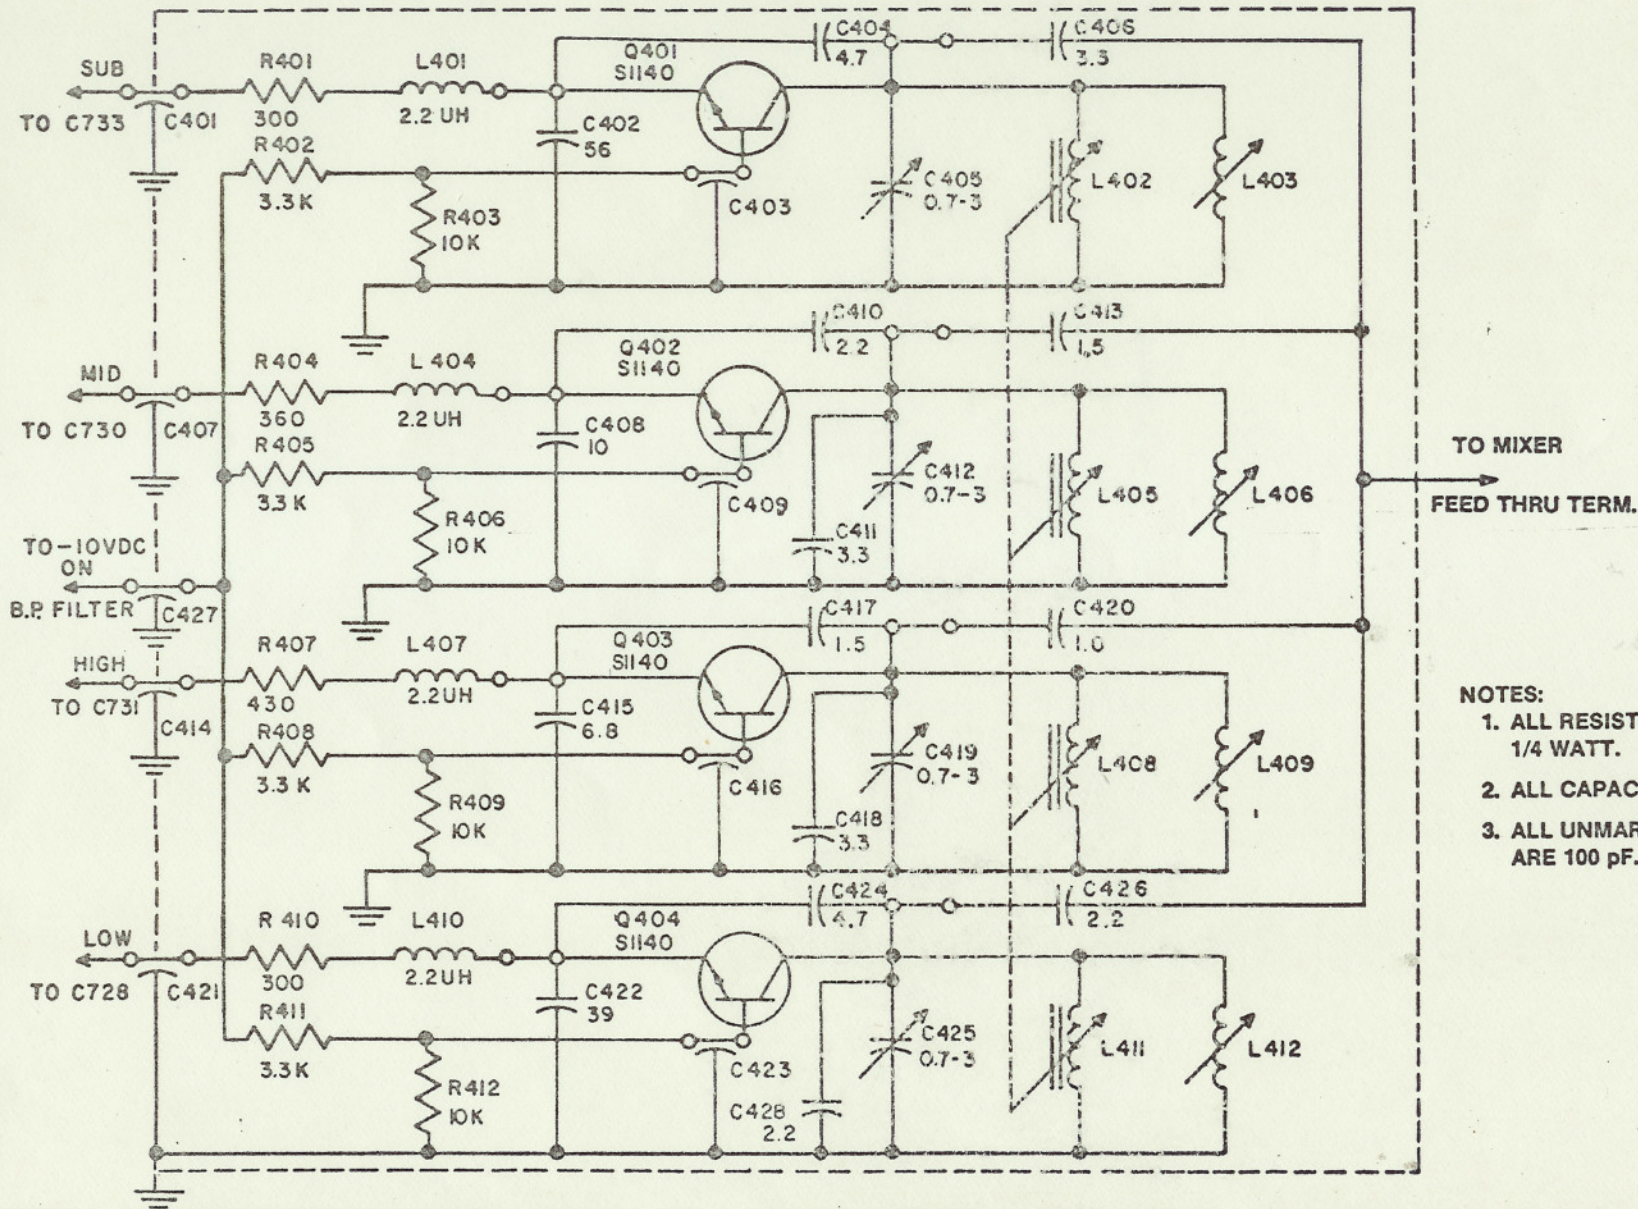 C404
4.7
C406
3.3
Q401
S1140
SUB
R401
L401
TO C733
C401
300
2.2 UH
C402
56
R402
3.3 K
R403
10K
C403
C405
0.7-3
L402
L403
C410
2.2
C413
1.5
Q402
S1140
MID
R404
L 404
TO C730
C407
360
2.2 UH
C408
10
R405
3.3 K
R406
10K
C409
C412
0.7-3
C411
3.3
L405
L406
TO MIXER
FEED THRU TERM.
TO-10VDC
ON
B.P. FILTER
C427
C417
1.5
C420
1.0
Q403
S1140
HIGH
R407
L407
TO C731
C414
430
2.2UH
C415
6.8
R408
3.3 K
R409
10K
C416
C419
0.7-3
C418
3.3
L408
L409
NOTES:
1. ALL RESIST
1/4 WATT.
2. ALL CAPAC
3. ALL UNMAR
ARE 100 pF.
C424
4.7
C426
2.2
Q404
S1140
LOW
R 410
L410
TO C728
C421
300
2.2UH
C422
39
R411
3.3K
R412
10K
C423
C425
0.7-3
C428
2.2
L411
L412